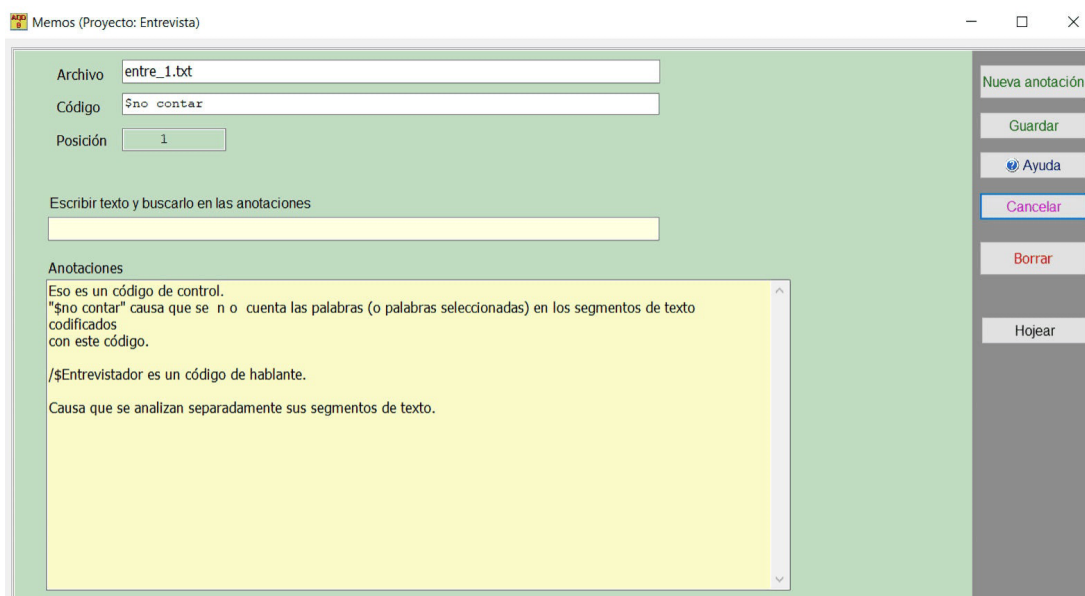 AQD
8
Memos (Proyecto: Entrevista)
Archivo
entre_1.txt
Nueva anotación
Código
$no contar
Guardar
Posición
1
Ayuda
Escribir texto y buscarlo en las anotaciones
Cancelar
Borrar
Anotaciones
Eso es un código de control.
"$no contar" causa que se n o cuenta las palabras (o palabras seleccionadas) en los segmentos de texto
codificados
con este código.
/$Entrevistador es un código de hablante.
Causa que se analizan separadamente sus segmentos de texto.
Hojear